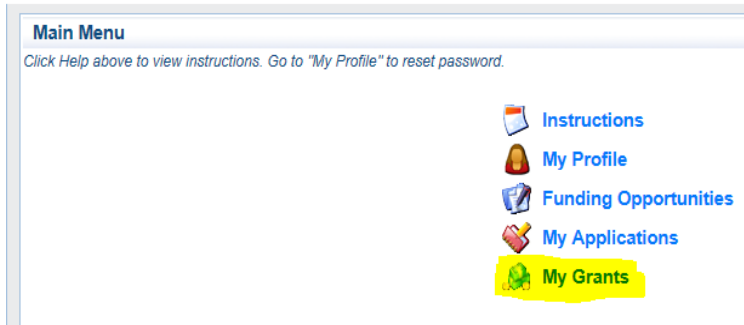 Main Menu
Click Help above to view instructions. Go to "My Profile" to reset password.
Instructions
My Profile
Funding Opportunities
My Applications
My Grants